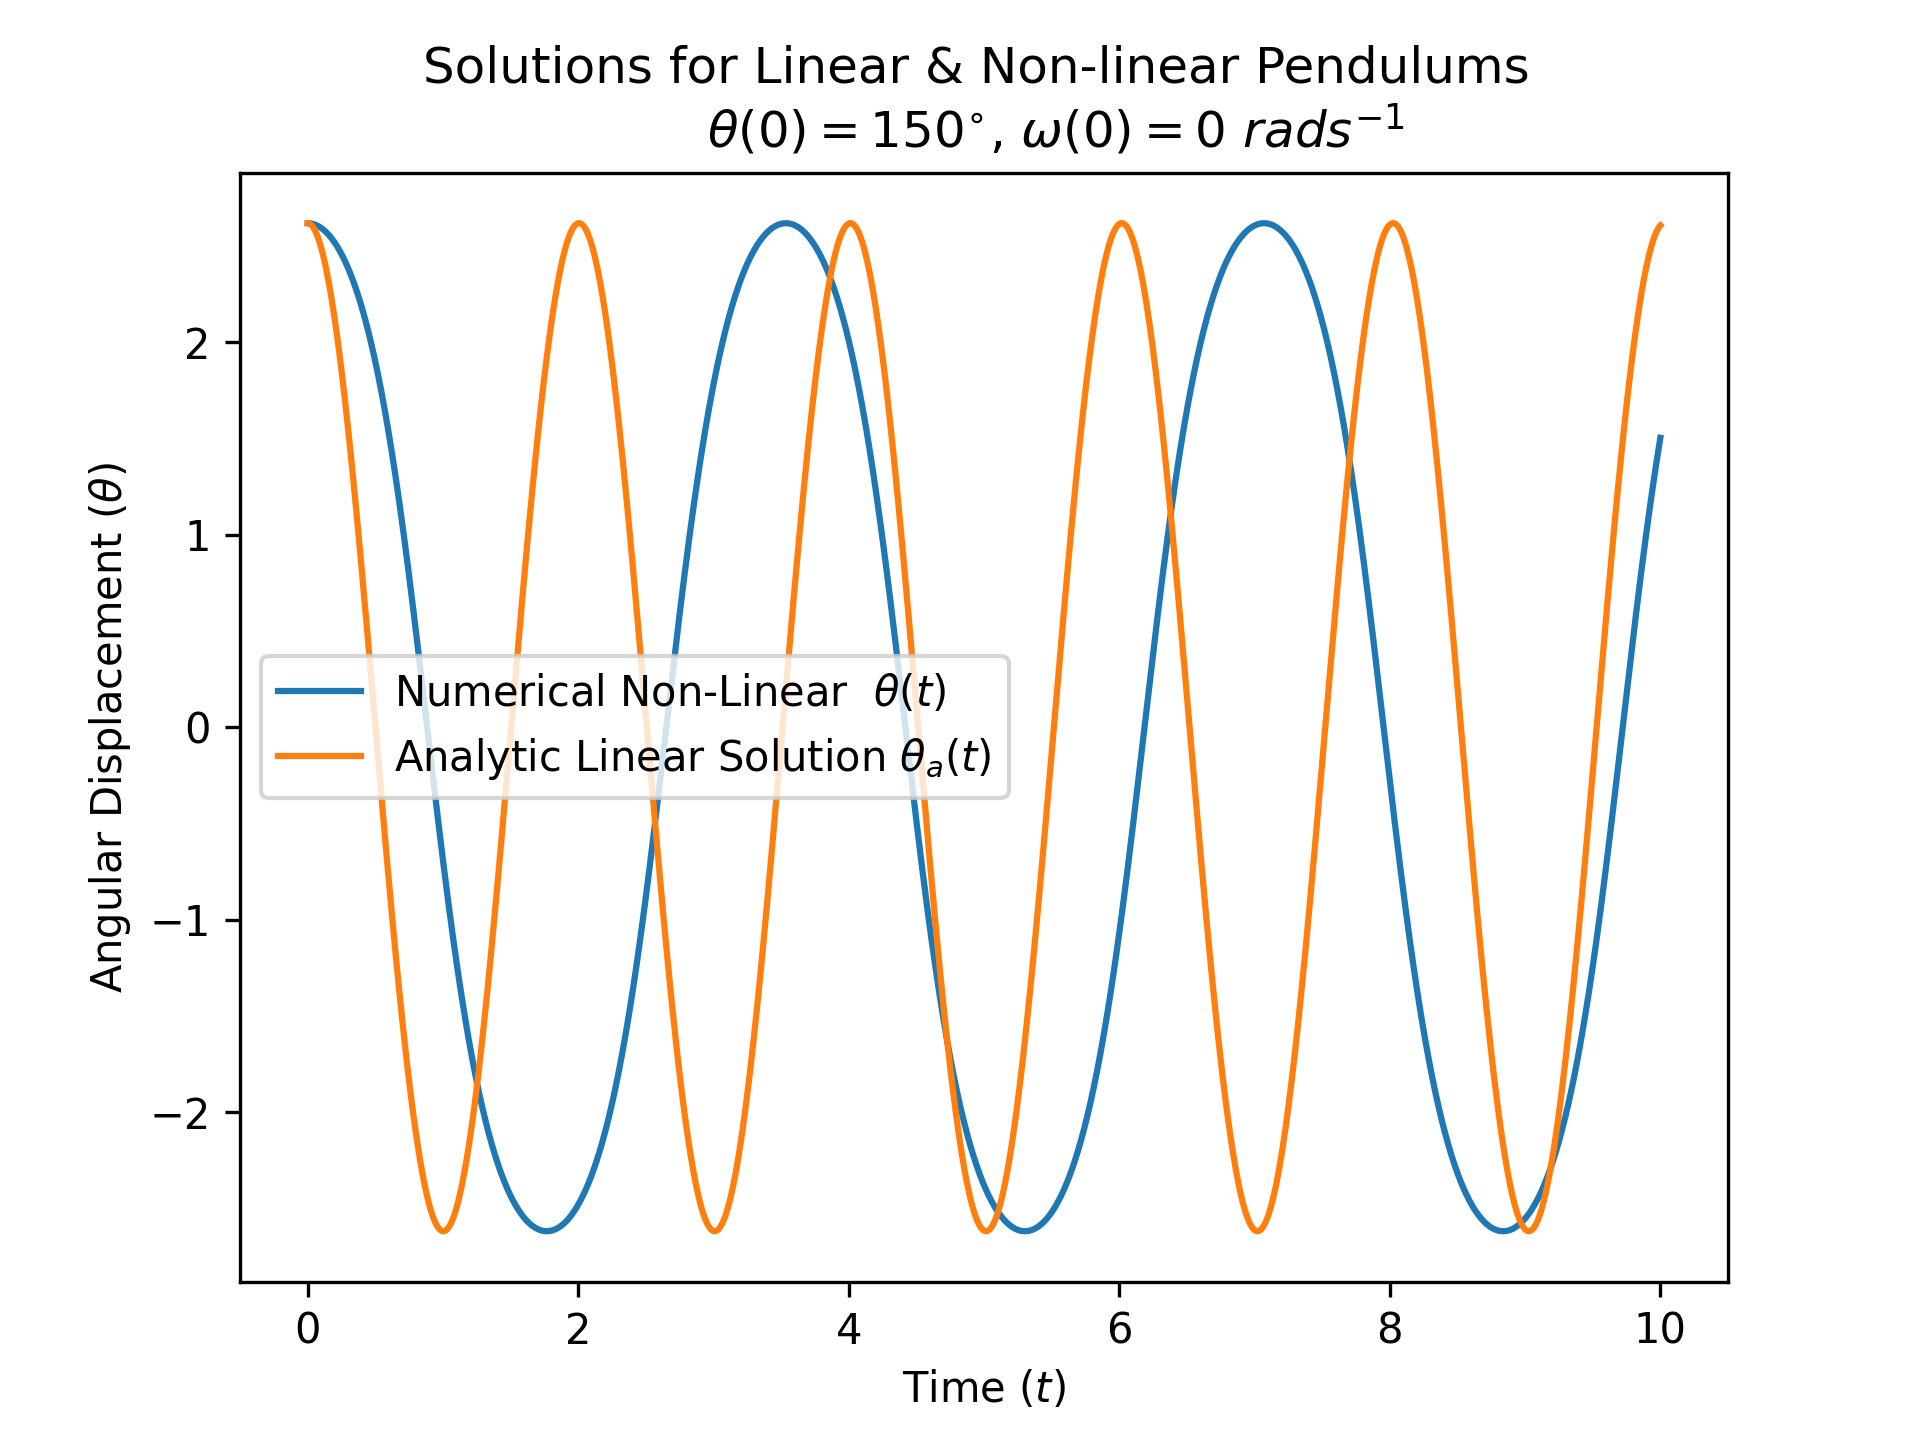 Solutions for Linear & Non-linear Pendulums
θ(0) = 150°, ω(0) = 0 rads⁻¹
Angular Displacement (θ)
2
1
0
−1
−2
Numerical Non-Linear θ(t)
Analytic Linear Solution θₐ(t)
0 2 4 6 8 10
Time (t)